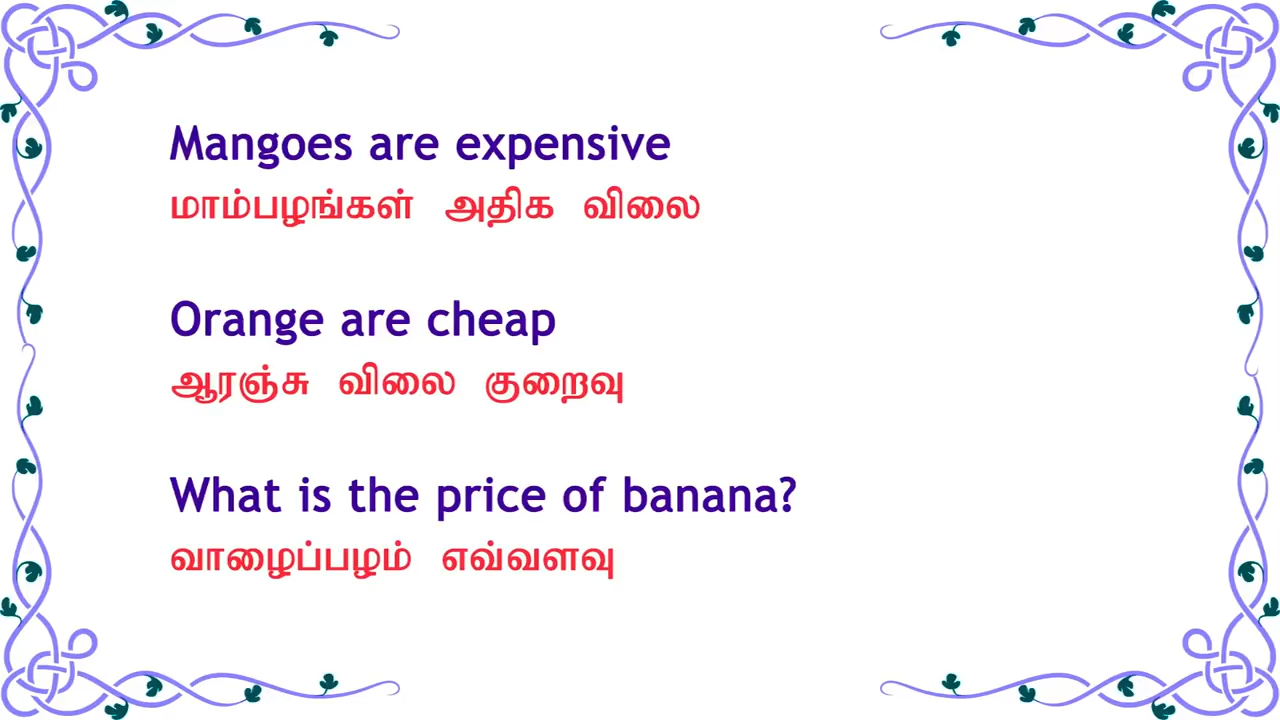 Mangoes are expensive
மாம்பழங்கள் அதிக விலை
Orange are cheap
ஆரஞ்சு விலை குறைவு
What is the price of banana?
வாழைப்பழம் எவ்வளவு